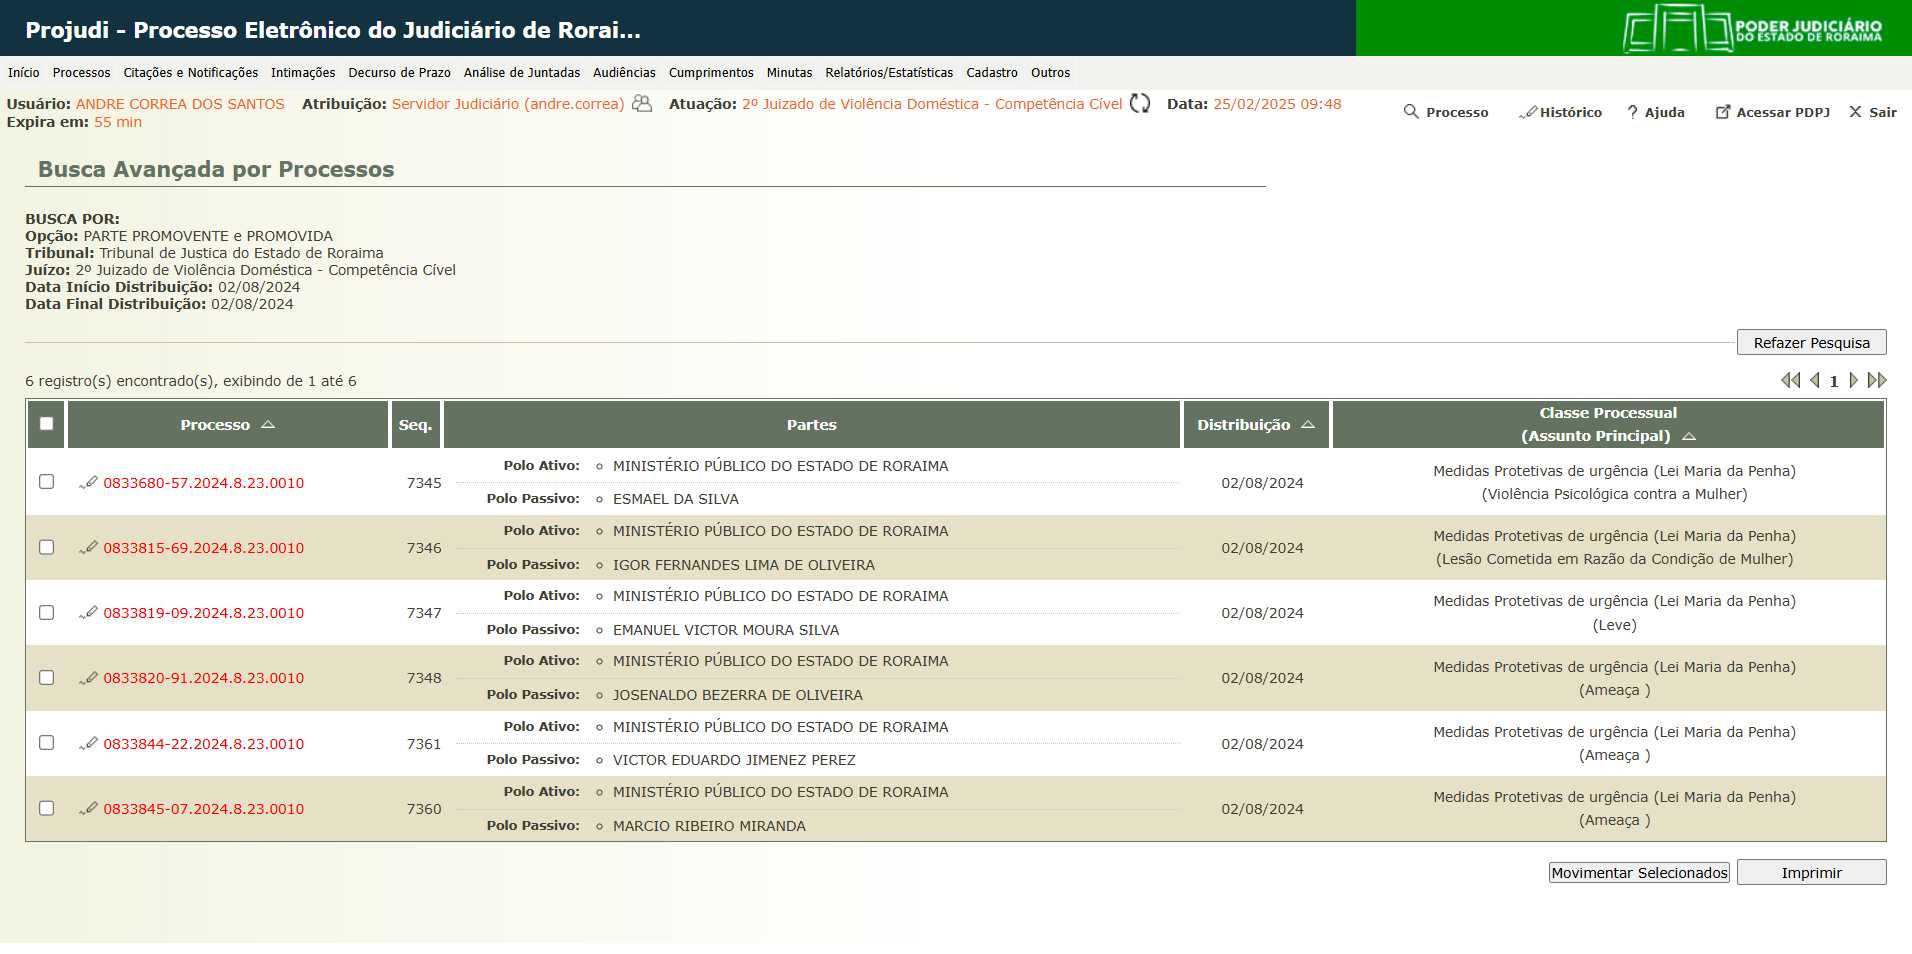 Projudi - Processo Eletrônico do Judiciário de Rorai...
PODER JUDICIÁRIO
DO ESTADO DE RORAIMA
Início Processos Citações e Notificações Intimações Decurso de Prazo Análise de Juntadas Audiências Cumprimentos Minutas Relatórios/Estatísticas Cadastro Outros
Usuário: ANDRE CORREA DOS SANTOS Atribuição: Servidor Judiciário (andre.correa) Atuação: 2º Juizado de Violência Doméstica - Competência Cível Data: 25/02/2025 09:48
Expira em: 55 min
Processo Histórico ? Ajuda Acessar PDPJ X Sair
Busca Avançada por Processos
BUSCA POR:
Opção: PARTE PROMOVENTE e PROMOVIDA
Tribunal: Tribunal de Justica do Estado de Roraima
Juízo: 2º Juizado de Violência Doméstica - Competência Cível
Data Início Distribuição: 02/08/2024
Data Final Distribuição: 02/08/2024
Refazer Pesquisa
6 registro(s) encontrado(s), exibindo de 1 até 6
1
Processo Seq. Partes Distribuição Classe Processual
(Assunto Principal)
Polo Ativo: MINISTÉRIO PÚBLICO DO ESTADO DE RORAIMA
0833680-57.2024.8.23.0010 7345 02/08/2024 Medidas Protetivas de urgência (Lei Maria da Penha)
(Violência Psicológica contra a Mulher)
Polo Passivo: ESMAEL DA SILVA
Polo Ativo: MINISTÉRIO PÚBLICO DO ESTADO DE RORAIMA
0833815-69.2024.8.23.0010 7346 02/08/2024 Medidas Protetivas de urgência (Lei Maria da Penha)
(Lesão Cometida em Razão da Condição de Mulher)
Polo Passivo: IGOR FERNANDES LIMA DE OLIVEIRA
Polo Ativo: MINISTÉRIO PÚBLICO DO ESTADO DE RORAIMA
0833819-09.2024.8.23.0010 7347 02/08/2024 Medidas Protetivas de urgência (Lei Maria da Penha)
(Leve)
Polo Passivo: EMANUEL VICTOR MOURA SILVA
Polo Ativo: MINISTÉRIO PÚBLICO DO ESTADO DE RORAIMA
0833820-91.2024.8.23.0010 7348 02/08/2024 Medidas Protetivas de urgência (Lei Maria da Penha)
(Ameaça )
Polo Passivo: JOSENALDO BEZERRA DE OLIVEIRA
Polo Ativo: MINISTÉRIO PÚBLICO DO ESTADO DE RORAIMA
0833844-22.2024.8.23.0010 7361 02/08/2024 Medidas Protetivas de urgência (Lei Maria da Penha)
(Ameaça )
Polo Passivo: VICTOR EDUARDO JIMENEZ PEREZ
Polo Ativo: MINISTÉRIO PÚBLICO DO ESTADO DE RORAIMA
0833845-07.2024.8.23.0010 7360 02/08/2024 Medidas Protetivas de urgência (Lei Maria da Penha)
(Ameaça )
Polo Passivo: MARCIO RIBEIRO MIRANDA
Movimentar Selecionados Imprimir